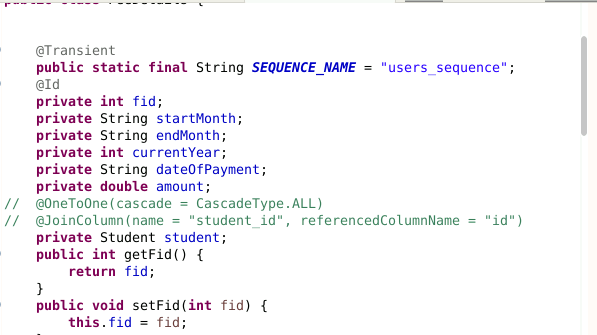 @Transient
public static final String SEQUENCE_NAME = "users_sequence";
@Id
private int fid;
private String startMonth;
private String endMonth;
private int currentYear;
private String dateOfPayment;
private double amount;
// @OneToOne(cascade = CascadeType.ALL)
// @JoinColumn(name = "student_id", referencedColumnName = "id")
private Student student;
public int getFid() {
return fid;
}
public void setFid(int fid) {
this.fid = fid;